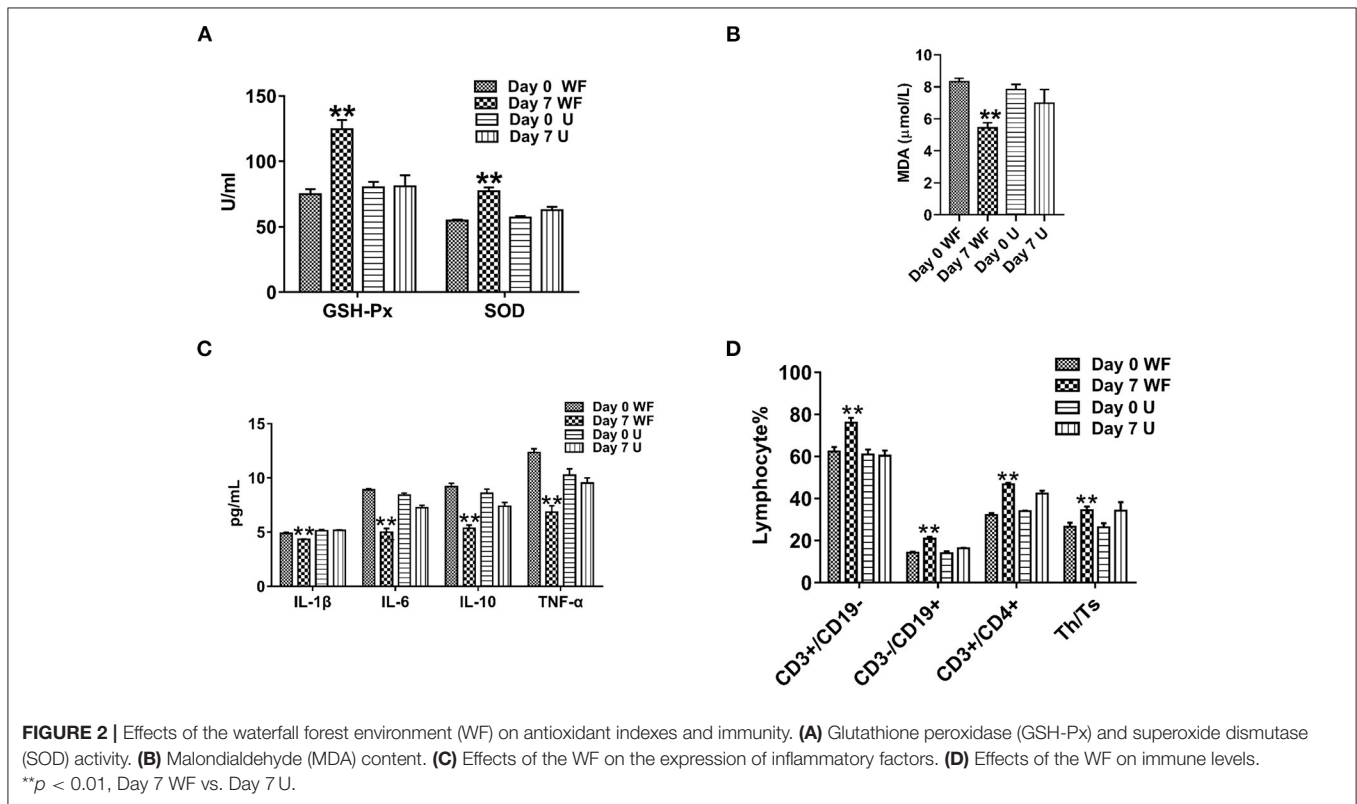 A
Day 0 WF
Day 7 WF
Day 0 U
Day 7 U
150
100
50
0
U/ml
**
**
GSH-Px
SOD
B
10
8
6
4
2
0
MDA (μmol/L)
**
Day 0 WF
Day 7 WF
Day 0 U
Day 7 U
C
Day 0 WF
Day 7 WF
Day 0 U
Day 7 U
15
10
5
0
pg/mL
**
**
**
**
IL-1β
IL-6
IL-10
TNF-α
D
Day 0 WF
Day 7 WF
Day 0 U
Day 7 U
100
80
60
40
20
0
Lymphocyte%
**
**
**
**
CD3+/CD19-
CD3-/CD19+
CD3+/CD4+
Th/Ts
FIGURE 2 | Effects of the waterfall forest environment (WF) on antioxidant indexes and immunity. (A) Glutathione peroxidase (GSH-Px) and superoxide dismutase
(SOD) activity. (B) Malondialdehyde (MDA) content. (C) Effects of the WF on the expression of inflammatory factors. (D) Effects of the WF on immune levels.
**p < 0.01, Day 7 WF vs. Day 7 U.